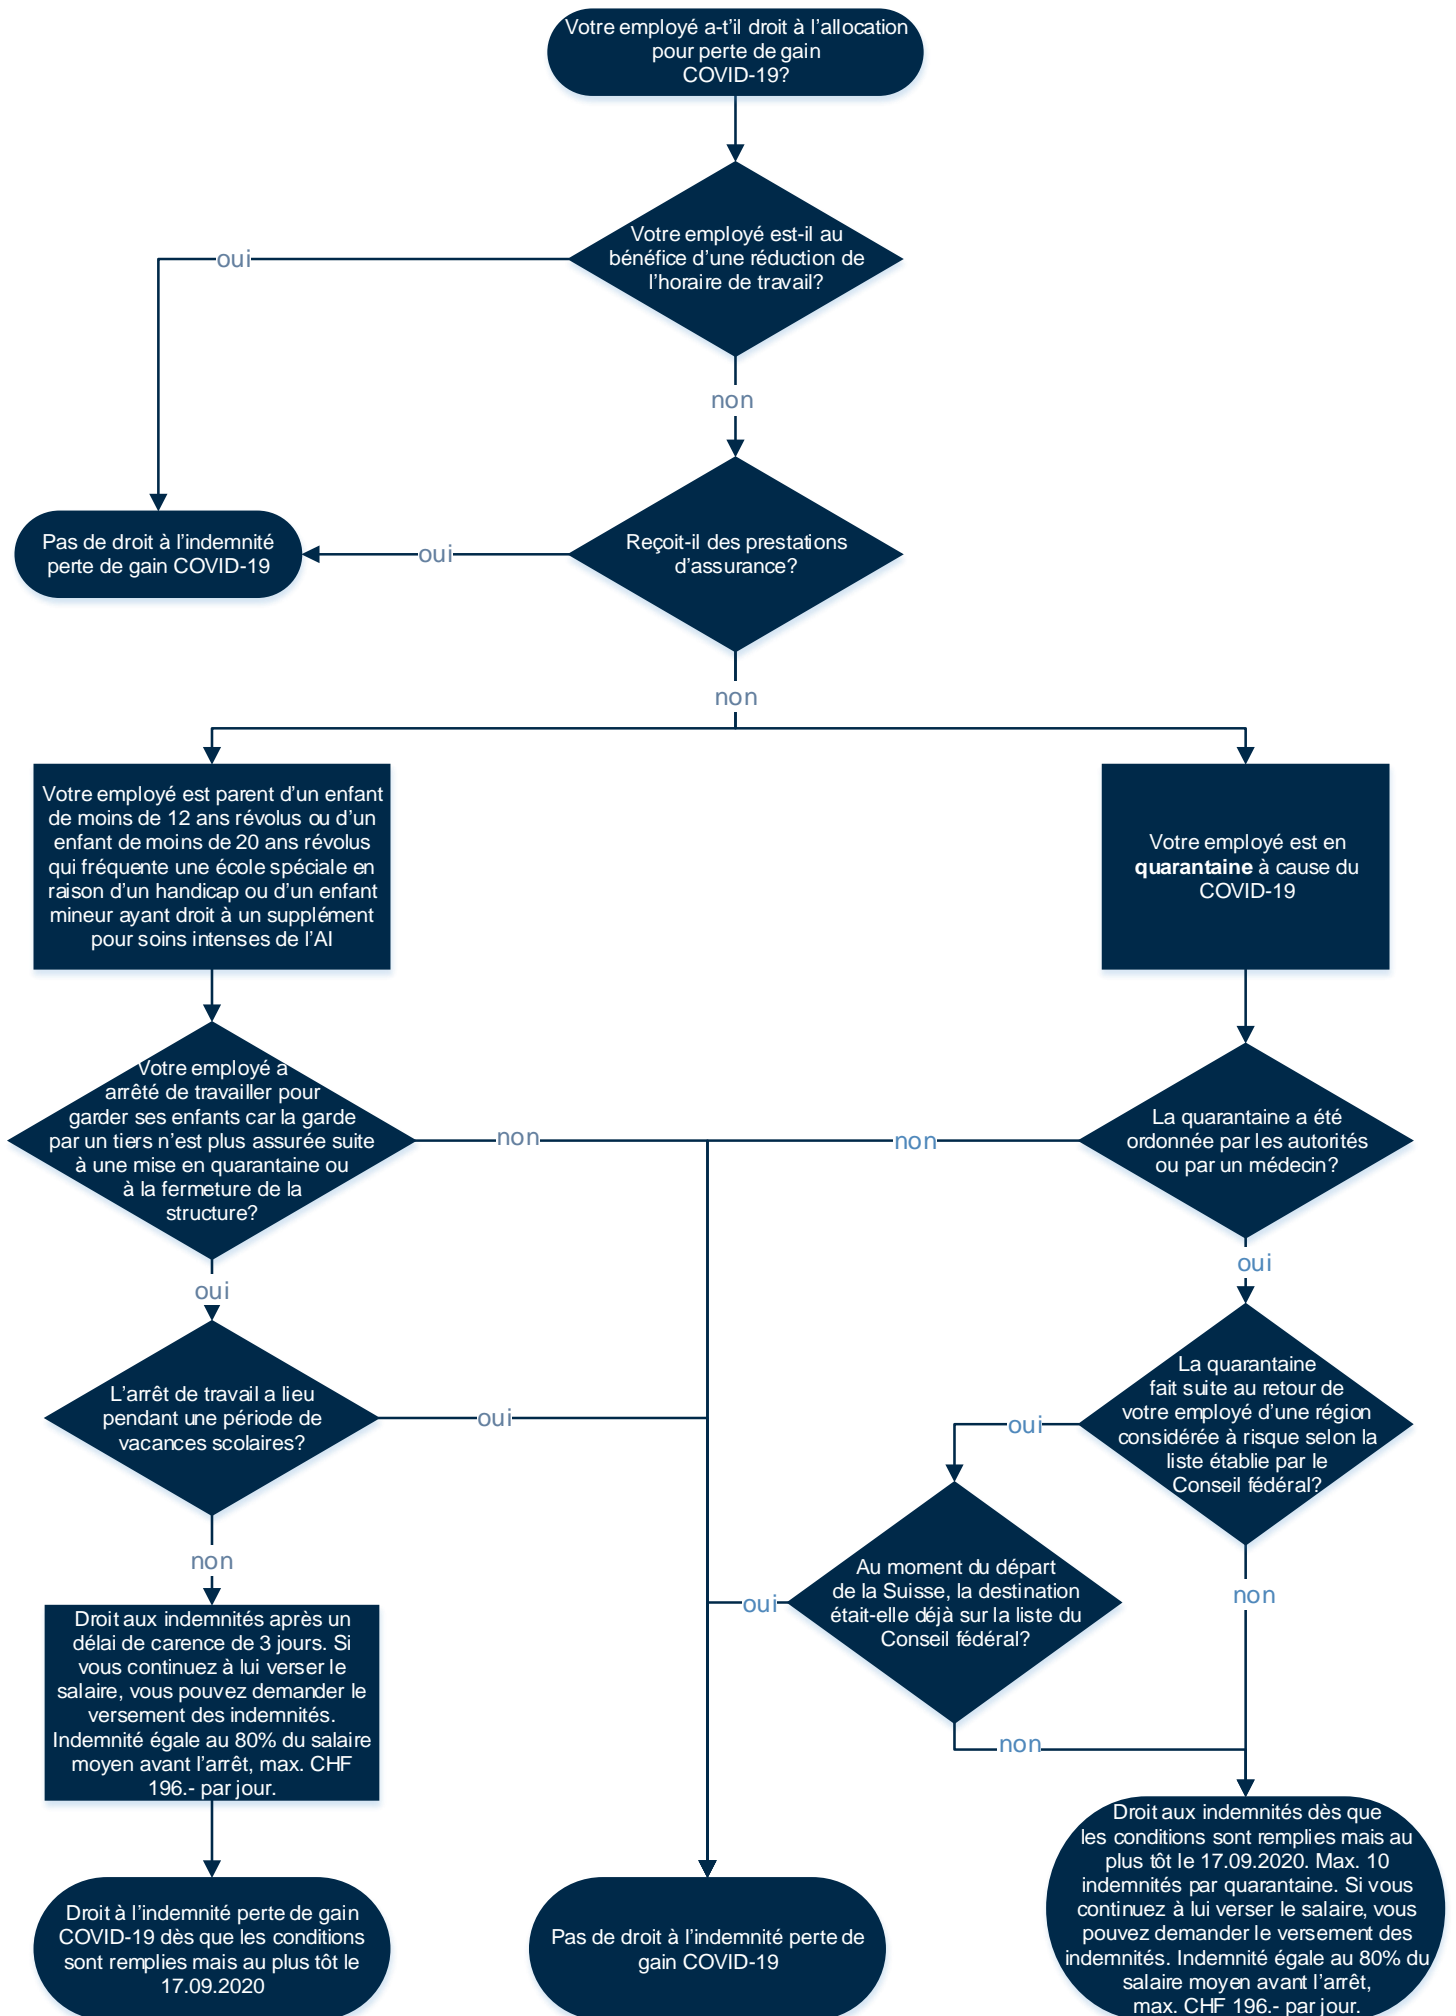 Votre employé a-t'il droit à l'allocation
pour perte de gain
COVID-19?
Votre employé est-il au
bénéfice d'une réduction de
l'horaire de travail?
oui
non
Pas de droit à l'indemnité
perte de gain COVID-19
oui
Reçoit-il des prestations
d'assurance?
non
Votre employé est parent d'un enfant
de moins de 12 ans révolus ou d'un
enfant de moins de 20 ans révolus
qui fréquente une école spéciale en
raison d'un handicap ou d'un enfant
mineur ayant droit à un supplément
pour soins intenses de l'AI
Votre employé est en
quarantaine à cause du
COVID-19
Votre employé a
arrêté de travailler pour
garder ses enfants car la garde
par un tiers n'est plus assurée suite
à une mise en quarantaine ou
à la fermeture de la
structure?
non
non
La quarantaine a été
ordonnée par les autorités
ou par un médecin?
oui
oui
L'arrêt de travail a lieu
pendant une période de
vacances scolaires?
oui
oui
La quarantaine
fait suite au retour de
votre employé d'une région
considérée à risque selon la
liste établie par le
Conseil fédéral?
non
Au moment du départ
de la Suisse, la destination
était-elle déjà sur la liste du
Conseil fédéral?
oui
non
non
Droit aux indemnités après un
délai de carence de 3 jours. Si
vous continuez à lui verser le
salaire, vous pouvez demander le
versement des indemnités.
Indemnité égale au 80% du salaire
moyen avant l'arrêt, max. CHF
196.- par jour.
Droit à l'indemnité perte de gain
COVID-19 dès que les conditions
sont remplies mais au plus tôt le
17.09.2020
Pas de droit à l'indemnité perte de
gain COVID-19
Droit aux indemnités dès que
les conditions sont remplies mais au
plus tôt le 17.09.2020. Max. 10
indemnités par quarantaine. Si vous
continuez à lui verser le salaire, vous
pouvez demander le versement des
indemnités. Indemnité égale au 80% du
salaire moyen avant l'arrêt,
max. CHF 196.- par jour.